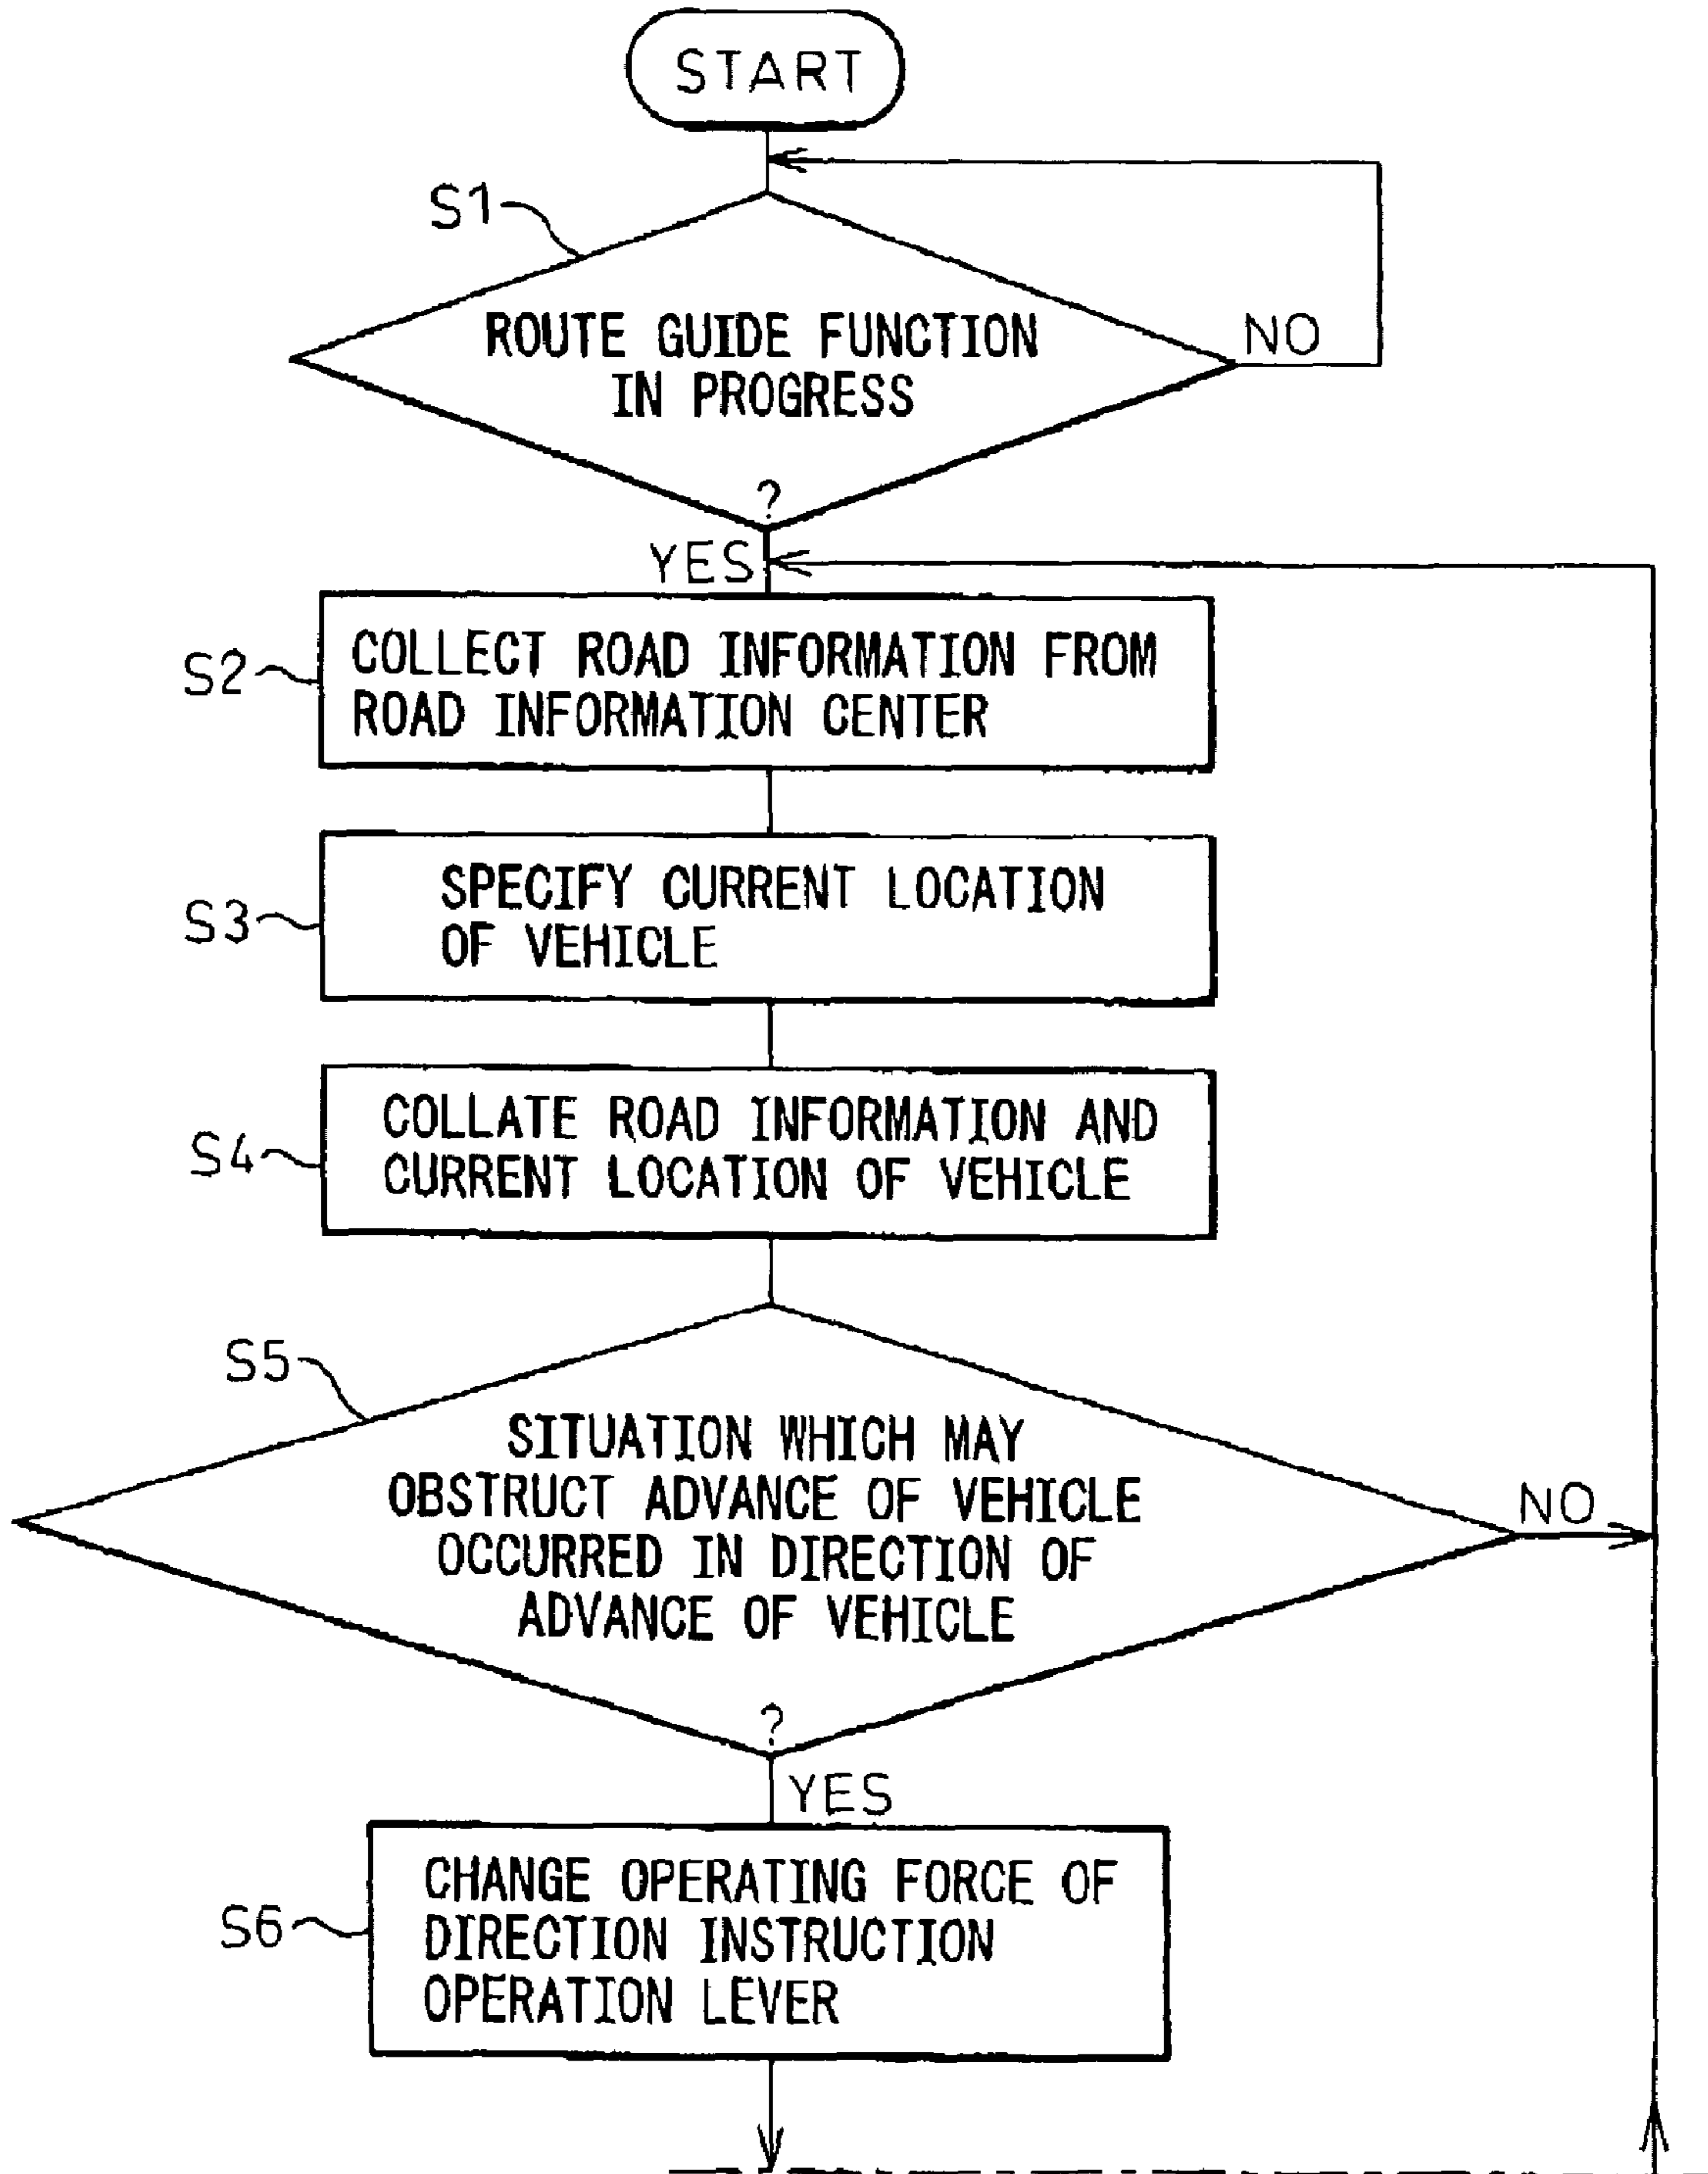 START
S1
ROUTE GUIDE FUNCTION
IN PROGRESS
?
NO
YES
S2
COLLECT ROAD INFORMATION FROM
ROAD INFORMATION CENTER
S3
SPECIFY CURRENT LOCATION
OF VEHICLE
S4
COLLATE ROAD INFORMATION AND
CURRENT LOCATION OF VEHICLE
S5
SITUATION WHICH MAY
OBSTRUCT ADVANCE OF VEHICLE
OCCURRED IN DIRECTION OF
ADVANCE OF VEHICLE
?
NO
YES
S6
CHANGE OPERATING FORCE OF
DIRECTION INSTRUCTION
OPERATION LEVER